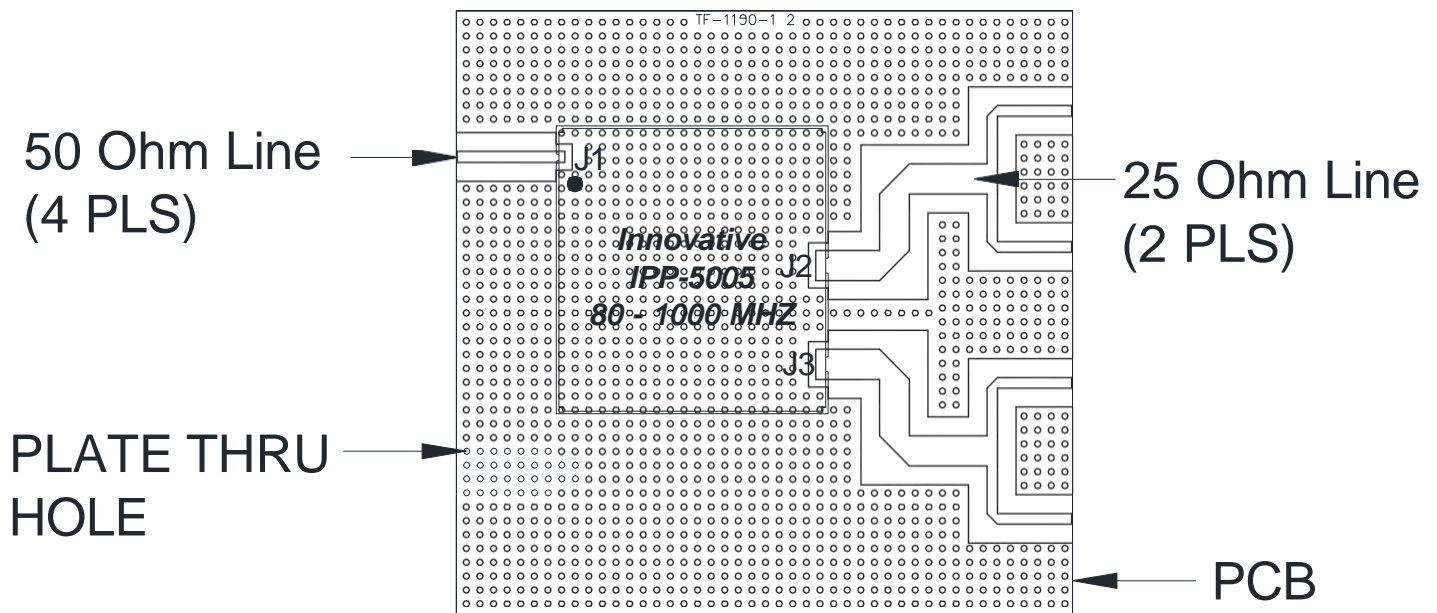 TF-1190-1 2
50 Ohm Line
(4 PLS)
J1
25 Ohm Line
(2 PLS)
Innovative
IPP-5005
80 - 1000 MHZ
J2
J3
PLATE THRU
HOLE
PCB